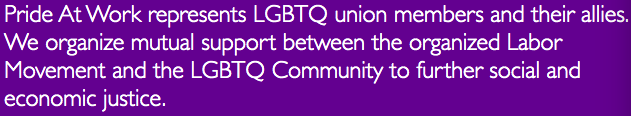 Pride At Work represents LGBTQ union members and their allies.
We organize mutual support between the organized Labor
Movement and the LGBTQ Community to further social and
economic justice.